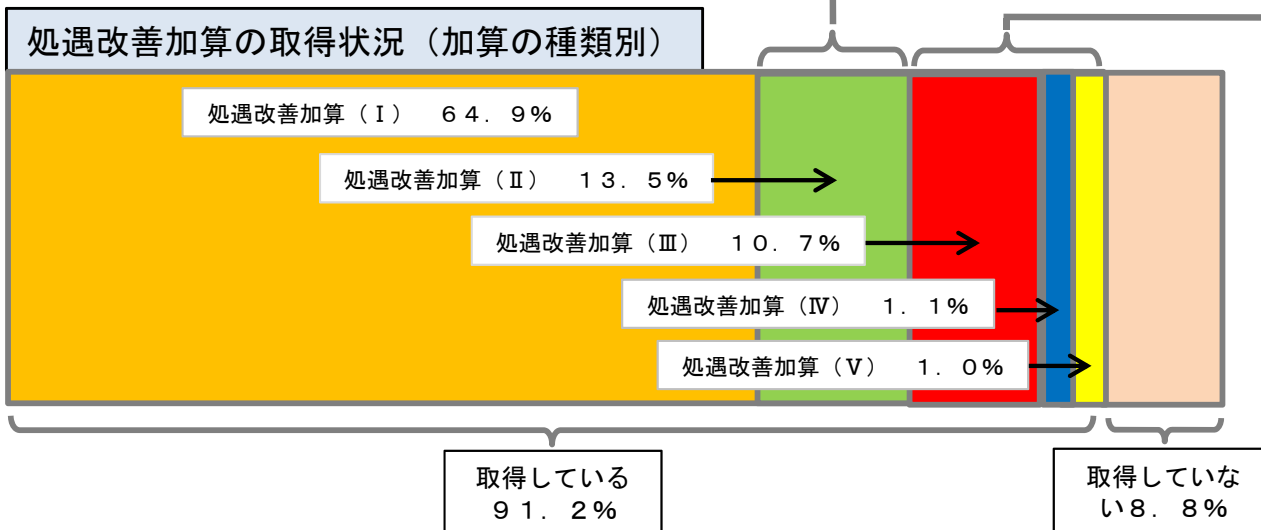 処遇改善加算の取得状況（加算の種類別）
処遇改善加算（Ⅰ）　６４．９％
処遇改善加算（Ⅱ）　１３．５％
処遇改善加算（Ⅲ）　１０．７％
処遇改善加算（Ⅳ）　１．１％
処遇改善加算（Ⅴ）　１．０％
取得している
９１．２％
取得していな
い８．８％